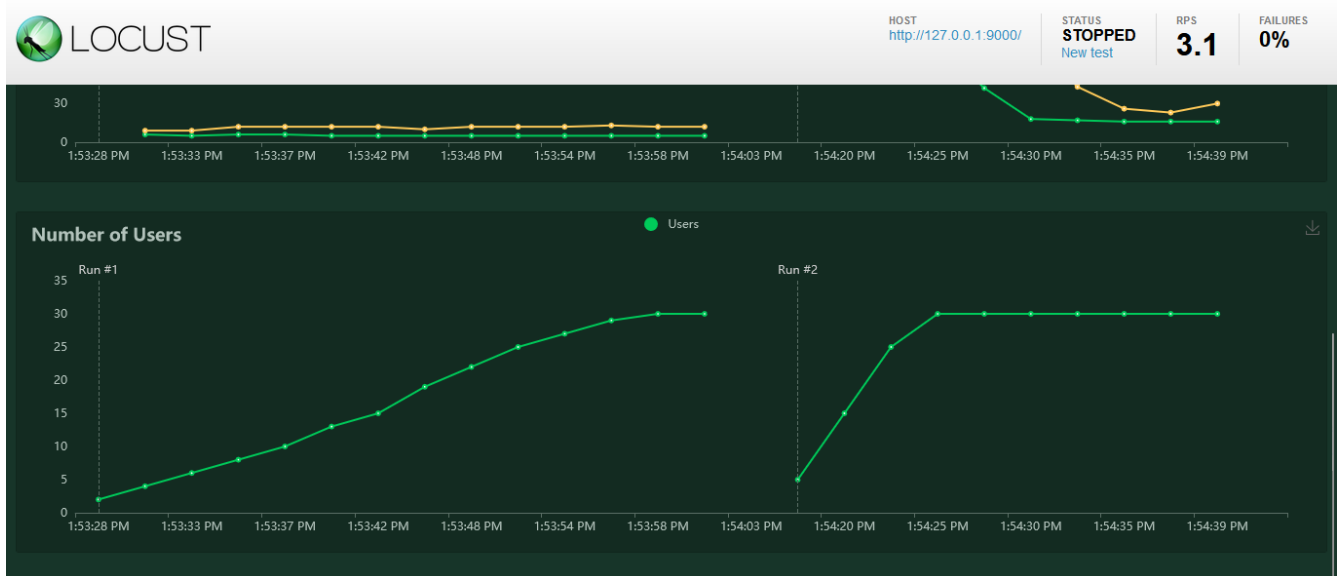 LOCUST
HOST
http://127.0.0.1:9000/
STATUS
STOPPED
New test
RPS
3.1
FAILURES
0%
30
0
1:53:28 PM 1:53:33 PM 1:53:37 PM 1:53:42 PM 1:53:48 PM 1:53:54 PM 1:53:58 PM 1:54:03 PM 1:54:20 PM 1:54:25 PM 1:54:30 PM 1:54:35 PM 1:54:39 PM
Number of Users
Users
Run #1
Run #2
35
30
25
20
15
10
5
0
1:53:28 PM 1:53:33 PM 1:53:37 PM 1:53:42 PM 1:53:48 PM 1:53:54 PM 1:53:58 PM 1:54:03 PM 1:54:20 PM 1:54:25 PM 1:54:30 PM 1:54:35 PM 1:54:39 PM